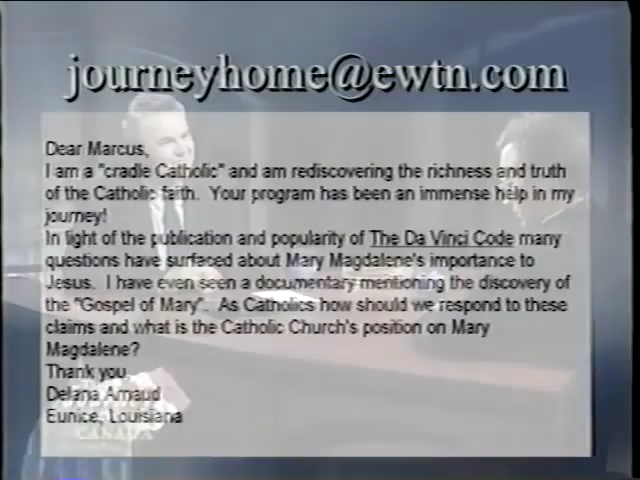 journeyhome@ewtn.com
Dear Marcus,
I am a "cradle Catholic" and am rediscovering the richness and truth
of the Catholic faith. Your program has been an immense help in my
journey!
In light of the publication and popularity of The Da Vinci Code many
questions have surfaced about Mary Magdalene's importance to
Jesus. I have even seen a documentary mentioning the discovery of
the "Gospel of Mary". As Catholics how should we respond to these
claims and what is the Catholic Church's position on Mary
Magdalene?
Thank you,
Delana Arnaud
Eunice, Louisiana
CANADA